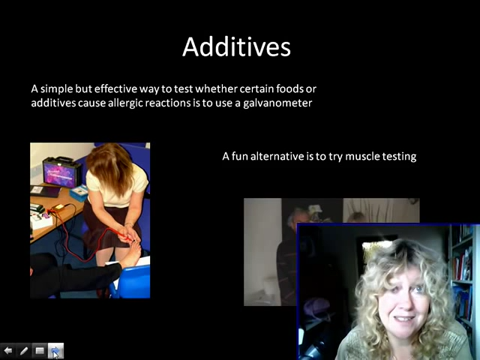 Additives
A simple but effective way to test whether certain foods or
additives cause allergic reactions is to use a galvanometer
A fun alternative is to try muscle testing